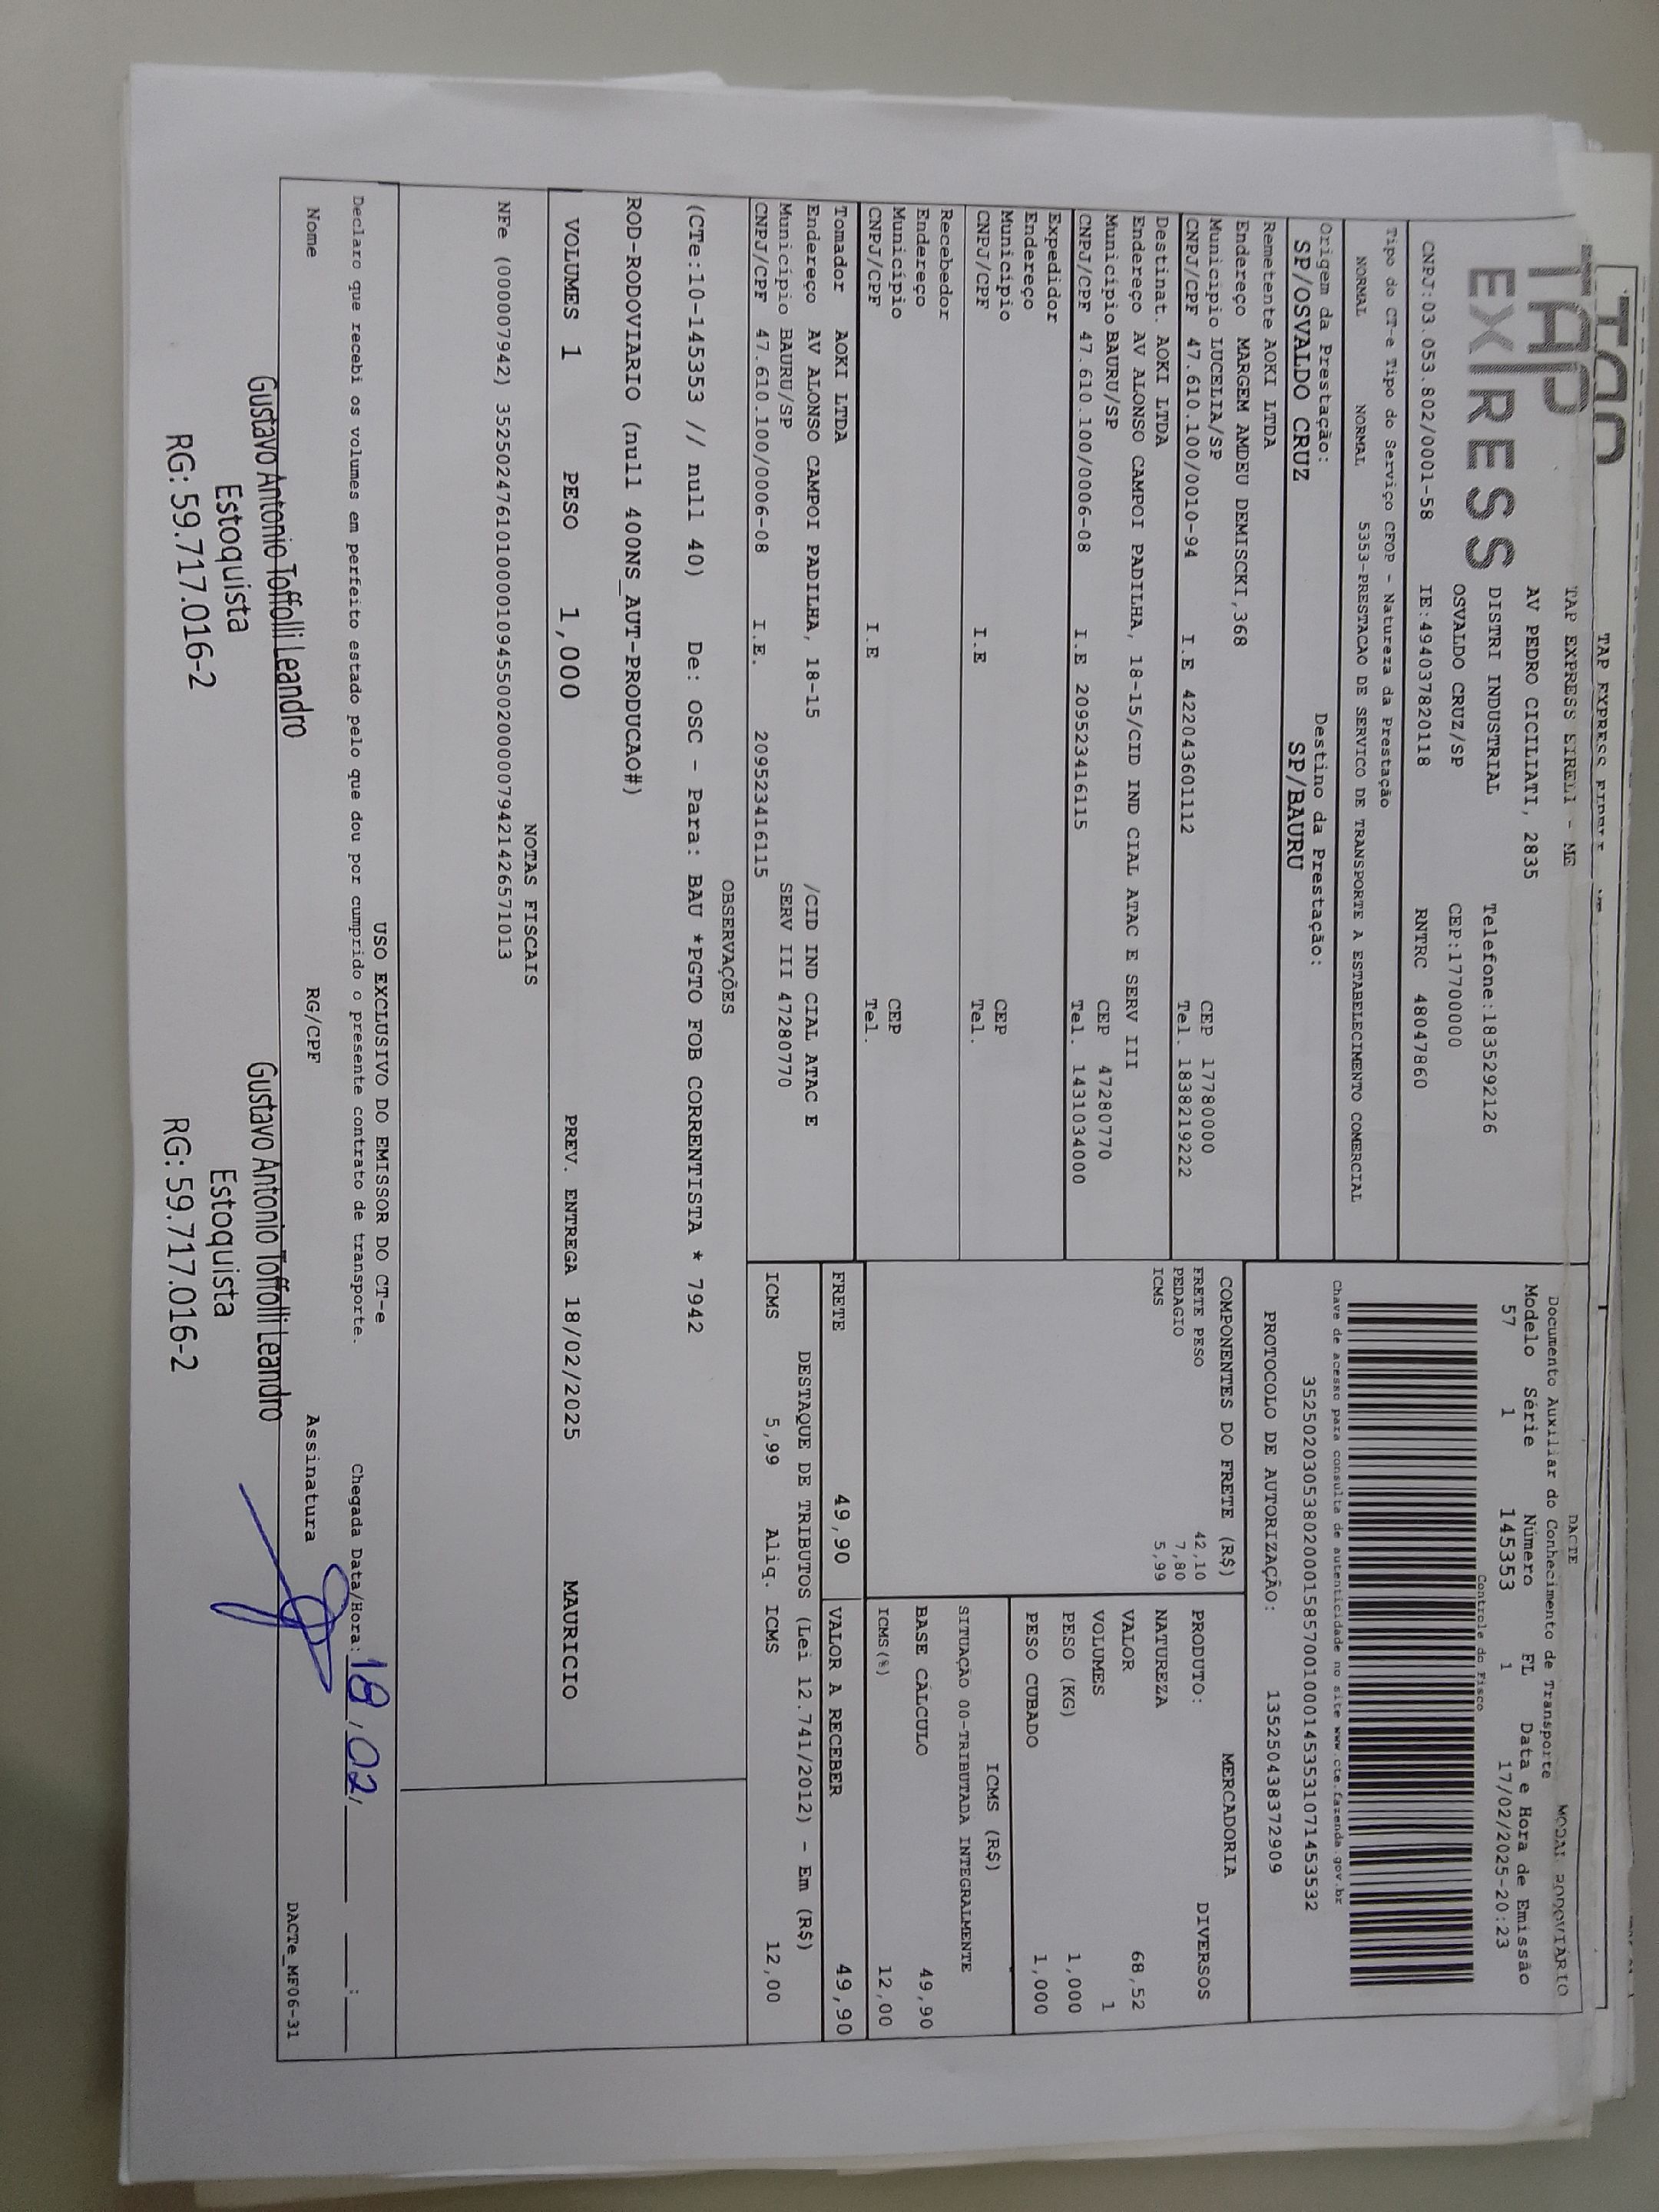 TAP EXPRESS
TAP EXPRESS EIRELI - ME
AV PEDRO CICILIATI, 2835
DISTRI INDUSTRIAL Telefone:1835292126
OSVALDO CRUZ/SP CEP:17700000
CNPJ:03.053.802/0001-58 IE:494037820118 RNTRC 48047860
Tipo do CT-e Tipo do Serviço CFOP - Natureza da Prestação
NORMAL NORMAL 5353-PRESTACAO DE SERVICO DE TRANSPORTE A ESTABELECIMENTO COMERCIAL
Origem da Prestação: Destino da Prestação:
SP/OSVALDO CRUZ SP/BAURU
DACTE MODAL RODOVIÁRIO
Documento Auxiliar do Conhecimento de Transporte
Modelo Série Número FL Data e Hora de Emissão
57 1 145353 1 17/02/2025-20:23
Controle do Fisco
Chave de acesso para consulta de autenticidade no site www.cte.fazenda.gov.br
35250203053802000158570010001453531071453532
PROTOCOLO DE AUTORIZAÇÃO: 135250438372909
Remetente AOKI LTDA
Endereço MARGEM AMDEU DEMISCKI,368
Município LUCELIA/SP CEP 17780000
CNPJ/CPF 47.610.100/0010-94 I.E 422043601112 Tel. 1838219222
Destinat. AOKI LTDA
Endereço AV ALONSO CAMPOI PADILHA, 18-15/CID IND CIAL ATAC E SERV III
Município BAURU/SP CEP 47280770
CNPJ/CPF 47.610.100/0006-08 I.E 209523416115 Tel. 1431034000
Expedidor
Endereço
Município CEP
CNPJ/CPF I.E Tel.
Recebedor
Endereço
Município CEP
CNPJ/CPF I.E Tel.
Tomador AOKI LTDA
Endereço AV ALONSO CAMPOI PADILHA, 18-15 /CID IND CIAL ATAC E
Município BAURU/SP SERV III 47280770
CNPJ/CPF 47.610.100/0006-08 I.E. 209523416115
COMPONENTES DO FRETE (R$)
FRETE PESO 42,10
PEDAGIO 7,80
ICMS 5,99
MERCADORIA
PRODUTO: DIVERSOS
NATUREZA
VALOR 68,52
VOLUMES 1
PESO (KG) 1,000
PESO CUBADO 1,000
ICMS (R$)
SITUAÇÃO 00-TRIBUTADA INTEGRALMENTE
BASE CÁLCULO 49,90
ICMS(%) 12,00
FRETE 49,90 VALOR A RECEBER 49,90
DESTAQUE DE TRIBUTOS (Lei 12.741/2012) - Em (R$)
ICMS 5,99 Aliq. ICMS 12,00
OBSERVAÇÕES
(CTe:10-145353 // null 40) De: OSC - Para: BAU *PGTO FOB CORRENTISTA * 7942
ROD-RODOVIARIO (null 400NS_AUT-PRODUCAO#)
VOLUMES 1 PESO 1,000 PREV. ENTREGA 18/02/2025 MAURICIO
NOTAS FISCAIS
NFe (000007942) 35250247610100001094550020000079421426571013
USO EXCLUSIVO DO EMISSOR DO CT-e
Declaro que recebi os volumes em perfeito estado pelo que dou por cumprido o presente contrato de transporte. Chegada Data/Hora: 18/02/
Nome RG/CPF Assinatura
DACTe_MF06-31
Gustavo Antonio Toffolli Leandro
Estoquista
RG: 59.717.016-2
Gustavo Antonio Toffolli Leandro
Estoquista
RG: 59.717.016-2